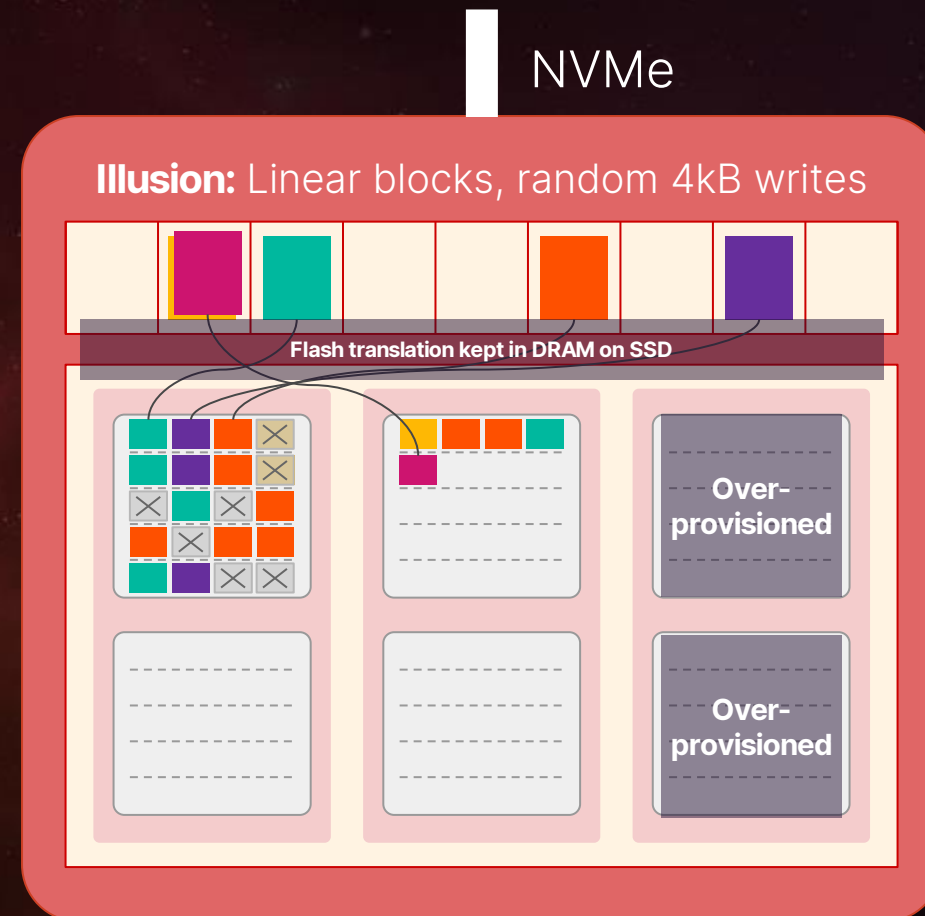 NVMe
Illusion: Linear blocks, random 4kB writes
Flash translation kept in DRAM on SSD
Over-
provisioned
Over-
provisioned